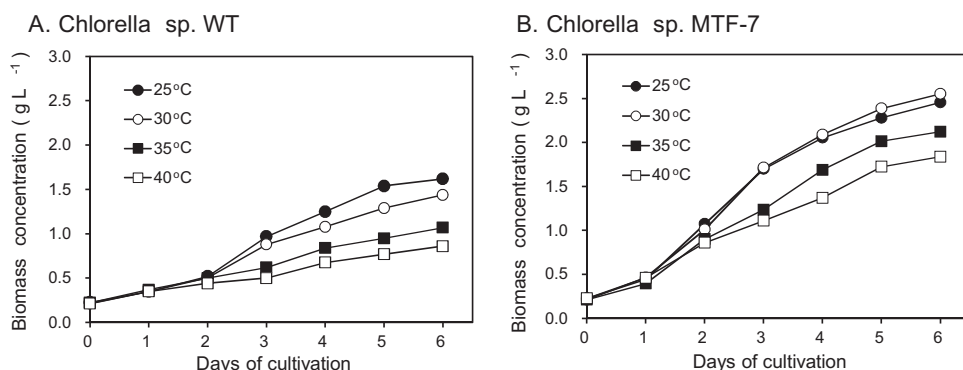 A. Chlorella sp. WT
3.0
2.5
2.0
1.5
1.0
0.5
0.0
Biomass concentration ( g L -1 )
25°C
30°C
35°C
40°C
0 1 2 3 4 5 6
Days of cultivation
B. Chlorella sp. MTF-7
3.0
2.5
2.0
1.5
1.0
0.5
0.0
Biomass concentration ( g L -1 )
25°C
30°C
35°C
40°C
0 1 2 3 4 5 6
Days of cultivation